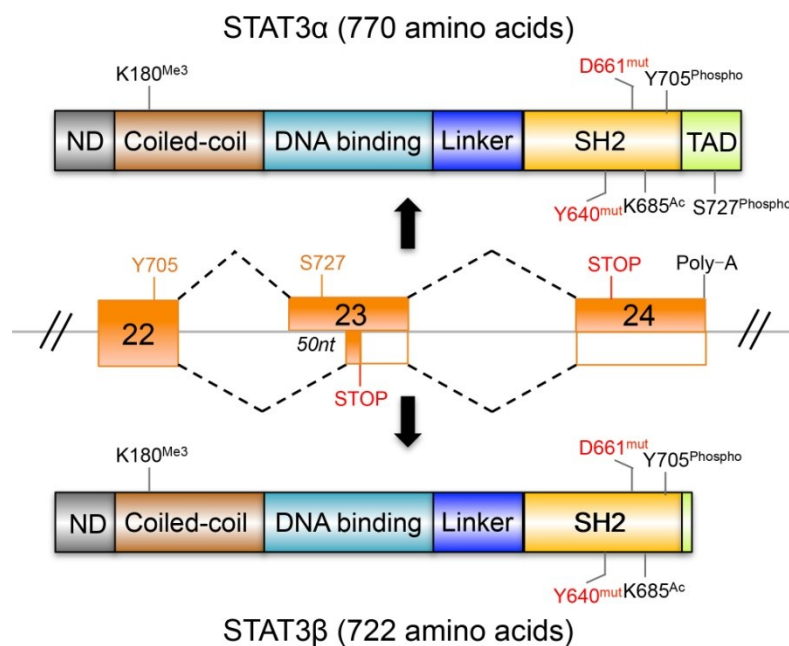 STAT3α (770 amino acids)
K180Me3
D661mut
Y705Phospho
ND Coiled-coil DNA binding Linker SH2 TAD
Y640mut K685Ac S727Phospho
Y705 S727 STOP Poly-A
22 23 24
50nt
STOP
K180Me3
D661mut
Y705Phospho
ND Coiled-coil DNA binding Linker SH2
Y640mut K685Ac
STAT3β (722 amino acids)